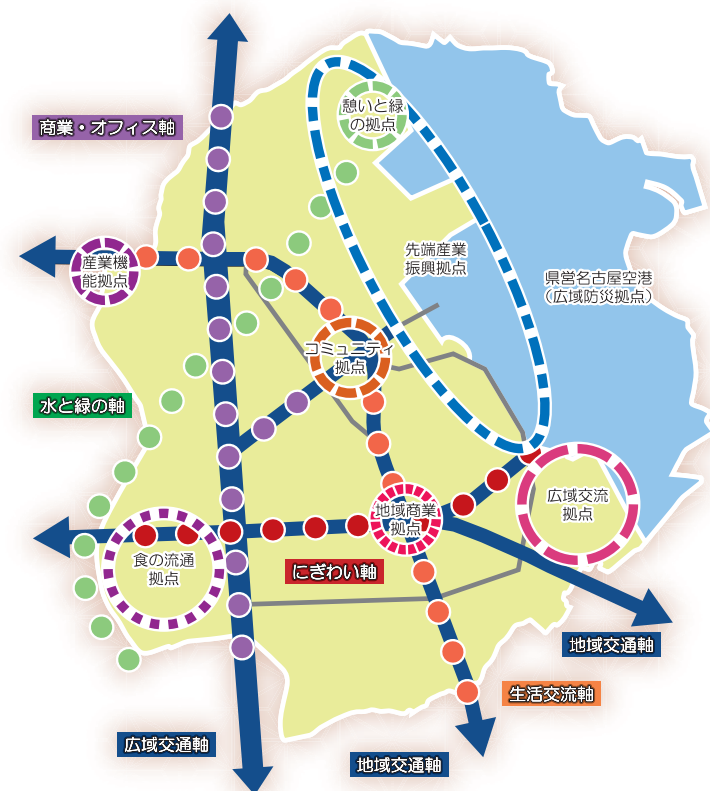 商業・オフィス軸
憩いと緑
の拠点
産業機
能拠点
先端産業
振興拠点
県営名古屋空港
（広域防災拠点）
コミュニティ
拠点
水と緑の軸
地域商業
拠点
広域交流
拠点
食の流通
拠点
にぎわい軸
地域交通軸
生活交流軸
広域交通軸
地域交通軸